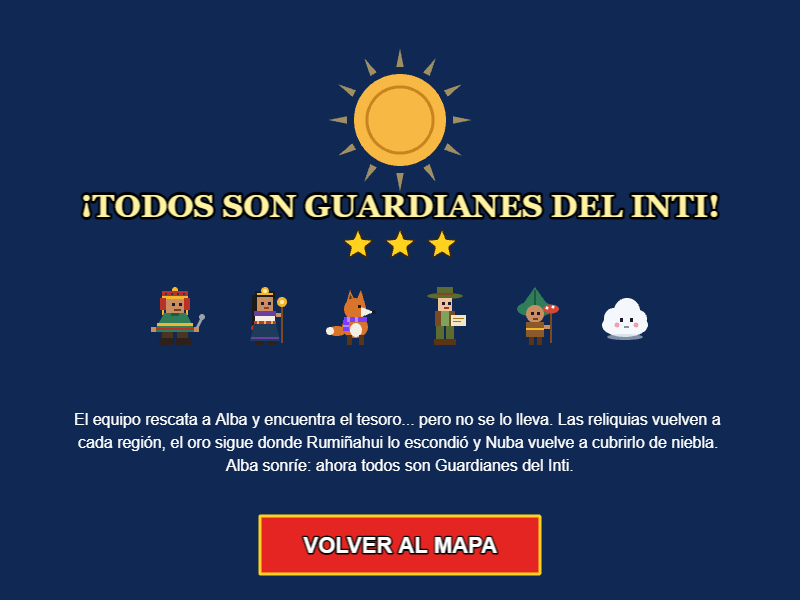 ¡TODOS SON GUARDIANES DEL INTI!
El equipo rescata a Alba y encuentra el tesoro... pero no se lo lleva. Las reliquias vuelven a
cada región, el oro sigue donde Rumiñahui lo escondió y Nuba vuelve a cubrirlo de niebla.
Alba sonríe: ahora todos son Guardianes del Inti.
VOLVER AL MAPA